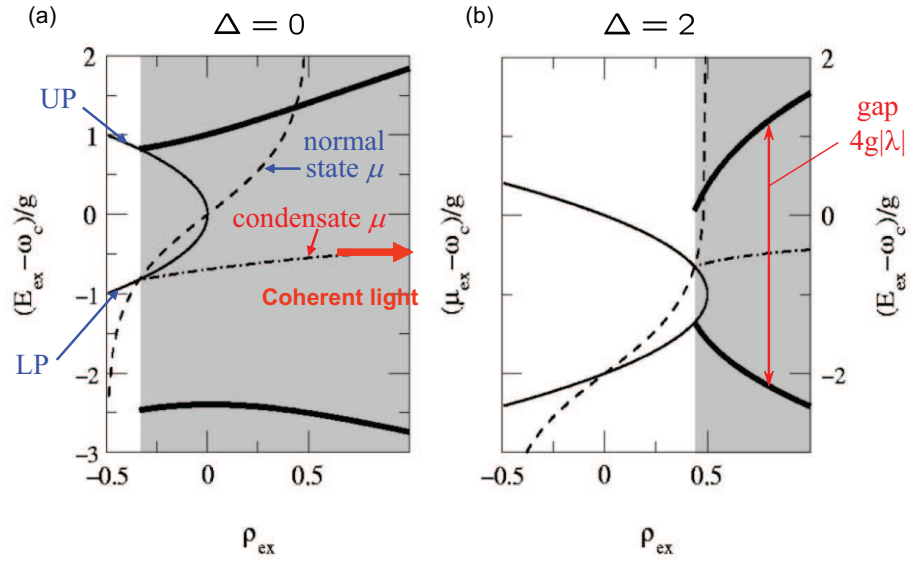 (a)
Δ = 0
(b)
Δ = 2
UP
normal
state μ
condensate μ
Coherent light
LP
gap
4g|λ|
(E_ex – ω_c)/g
2
1
0
-1
-2
-3
-0.5
0
0.5
ρ_ex
(μ_ex – ω_c)/g
-0.5
0
0.5
ρ_ex
2
0
-2
(E_ex – ω_c)/g